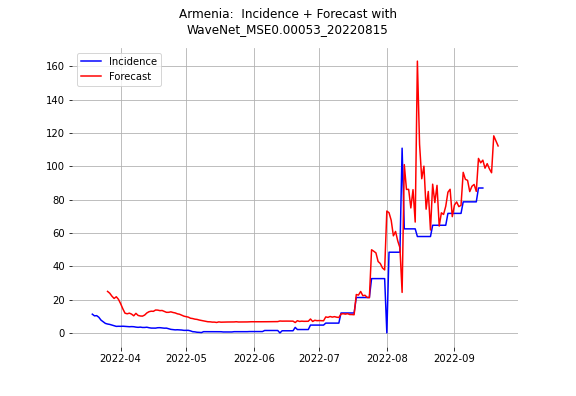 Armenia:  Incidence + Forecast with
WaveNet_MSE0.00053_20220815
Incidence
Forecast
160
140
120
100
80
60
40
20
0
2022-04 2022-05 2022-06 2022-07 2022-08 2022-09